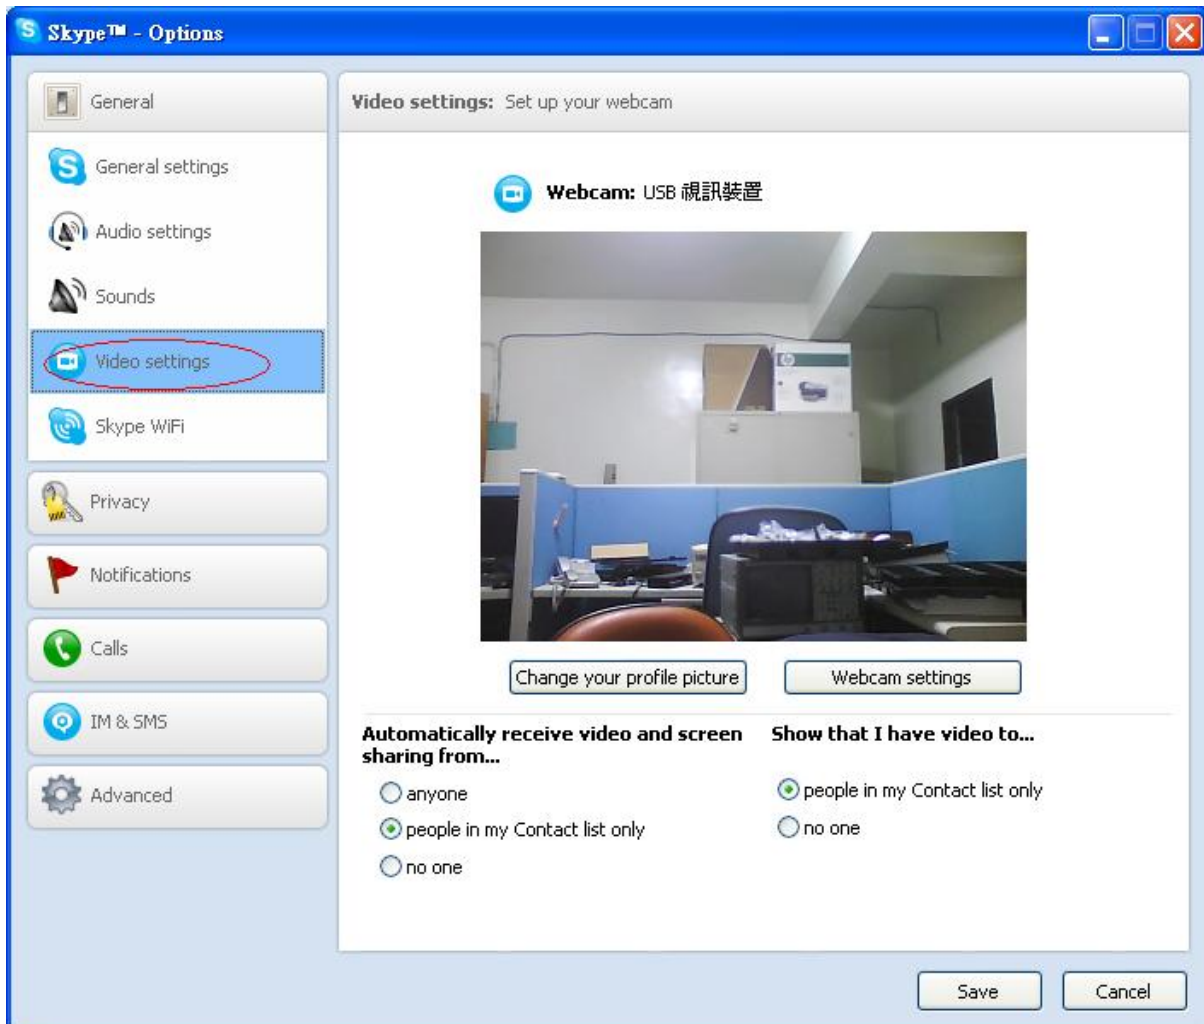 Skype™ - Options
General
General settings
Audio settings
Sounds
Video settings
Skype WiFi
Privacy
Notifications
Calls
IM & SMS
Advanced
Video settings: Set up your webcam
Webcam: USB 視訊裝置
Change your profile picture
Webcam settings
Automatically receive video and screen
sharing from...
anyone
people in my Contact list only
no one
Show that I have video to...
people in my Contact list only
no one
Save
Cancel